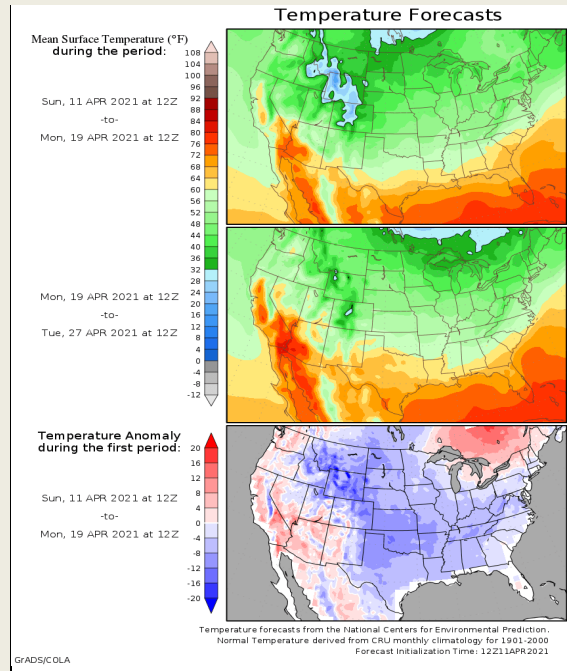 Temperature Forecasts
Mean Surface Temperature (°F)
during the period:
Sun, 11 APR 2021 at 12Z
-to-
Mon, 19 APR 2021 at 12Z
108
104
100
96
92
88
84
80
76
72
68
64
60
56
52
48
44
40
36
32
28
24
20
16
12
8
4
0
-4
-8
-12
Mon, 19 APR 2021 at 12Z
-to-
Tue, 27 APR 2021 at 12Z
Temperature Anomaly
during the first period:
Sun, 11 APR 2021 at 12Z
-to-
Mon, 19 APR 2021 at 12Z
20
16
12
8
4
0
-4
-8
-12
-16
-20
Temperature forecasts from the National Centers for Environmental Prediction.
Normal Temperature derived from CRU monthly climatology for 1901-2000
Forecast Initialization Time: 12Z11APR2021
GrADS/COLA